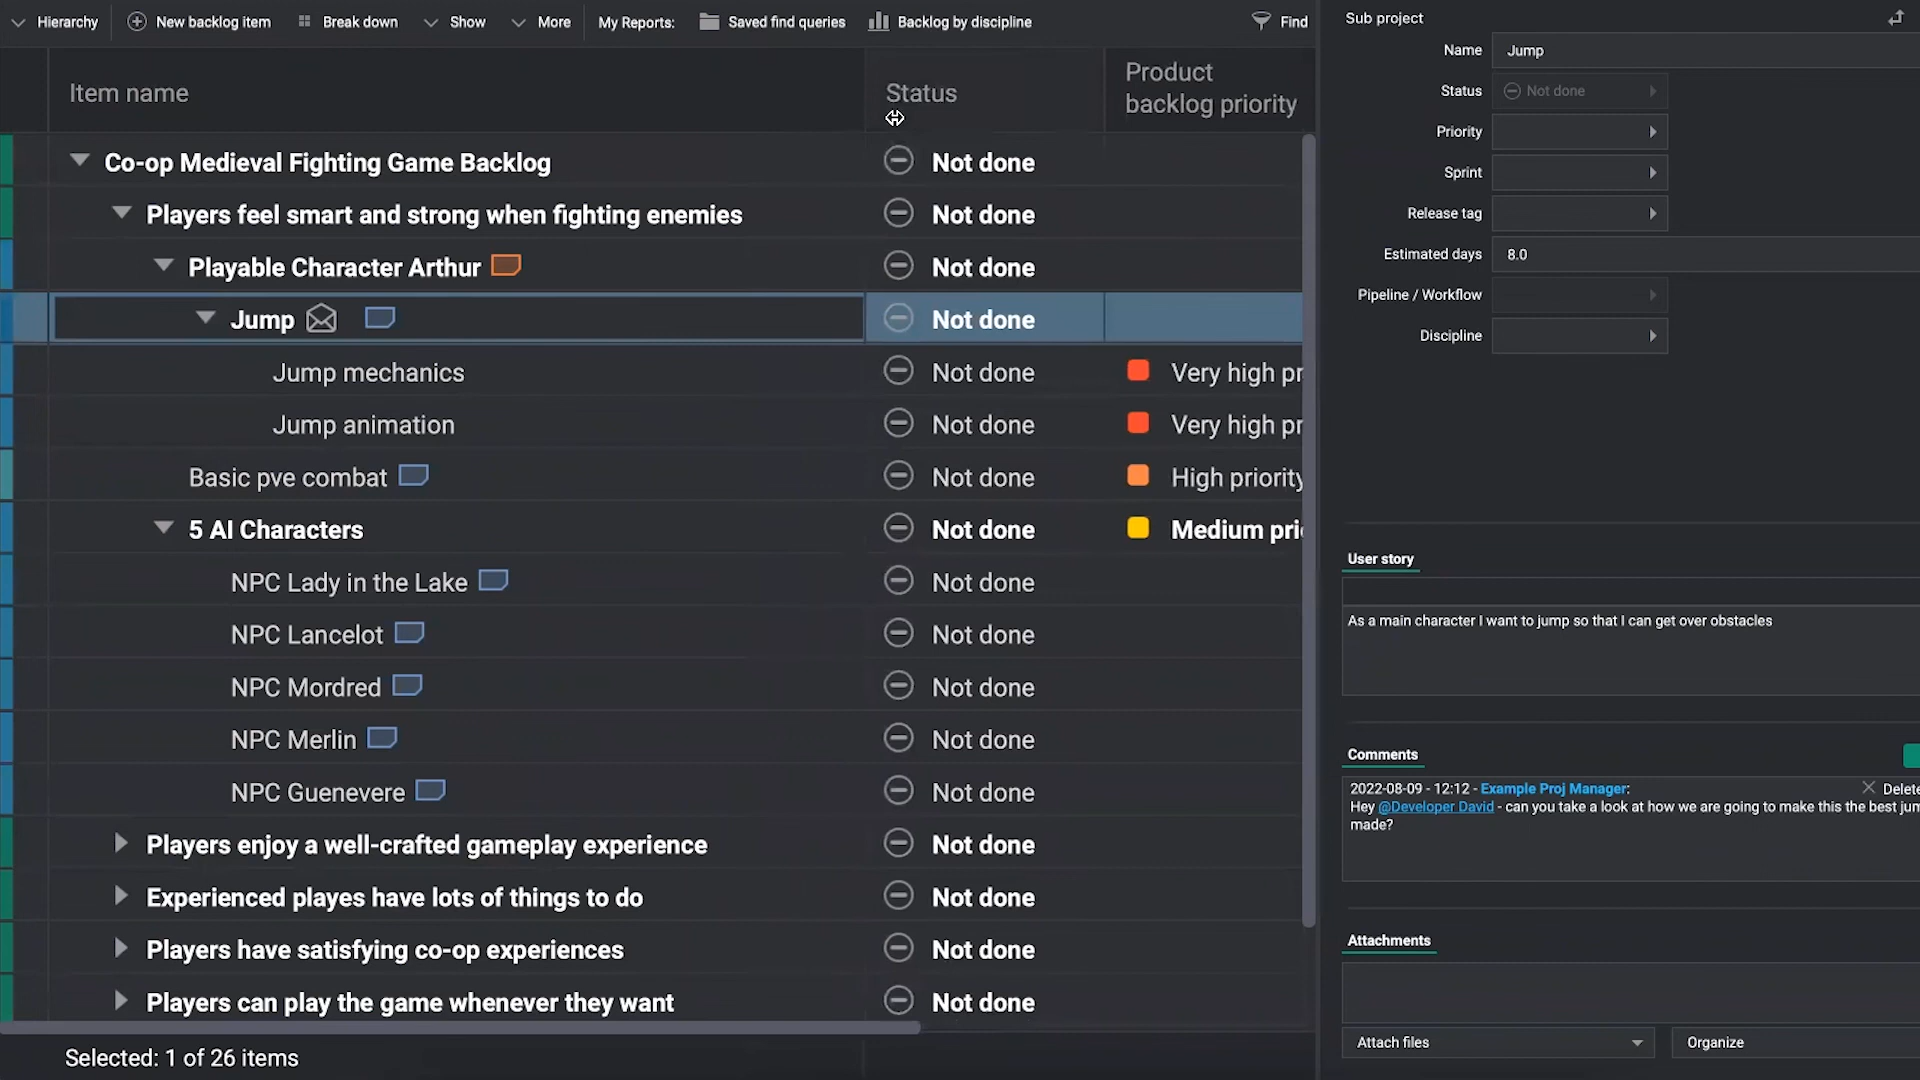 Hierarchy New backlog item Break down Show More My Reports: Saved find queries Backlog by discipline Find
Item name Status Product backlog priority
Co-op Medieval Fighting Game Backlog Not done
Players feel smart and strong when fighting enemies Not done
Playable Character Arthur Not done
Jump Not done
Jump mechanics Not done Very high pr
Jump animation Not done Very high pr
Basic pve combat Not done High priority
5 AI Characters Not done Medium pri
NPC Lady in the Lake Not done
NPC Lancelot Not done
NPC Mordred Not done
NPC Merlin Not done
NPC Guenevere Not done
Players enjoy a well-crafted gameplay experience Not done
Experienced playes have lots of things to do Not done
Players have satisfying co-op experiences Not done
Players can play the game whenever they want Not done
Selected: 1 of 26 items
Sub project
Name Jump
Status Not done
Priority
Sprint
Release tag
Estimated days 8.0
Pipeline / Workflow
Discipline
User story
As a main character I want to jump so that I can get over obstacles
Comments
2022-08-09 - 12:12 - Example Proj Manager: Delete
Hey @Developer David - can you take a look at how we are going to make this the best jum
made?
Attachments
Attach files Organize